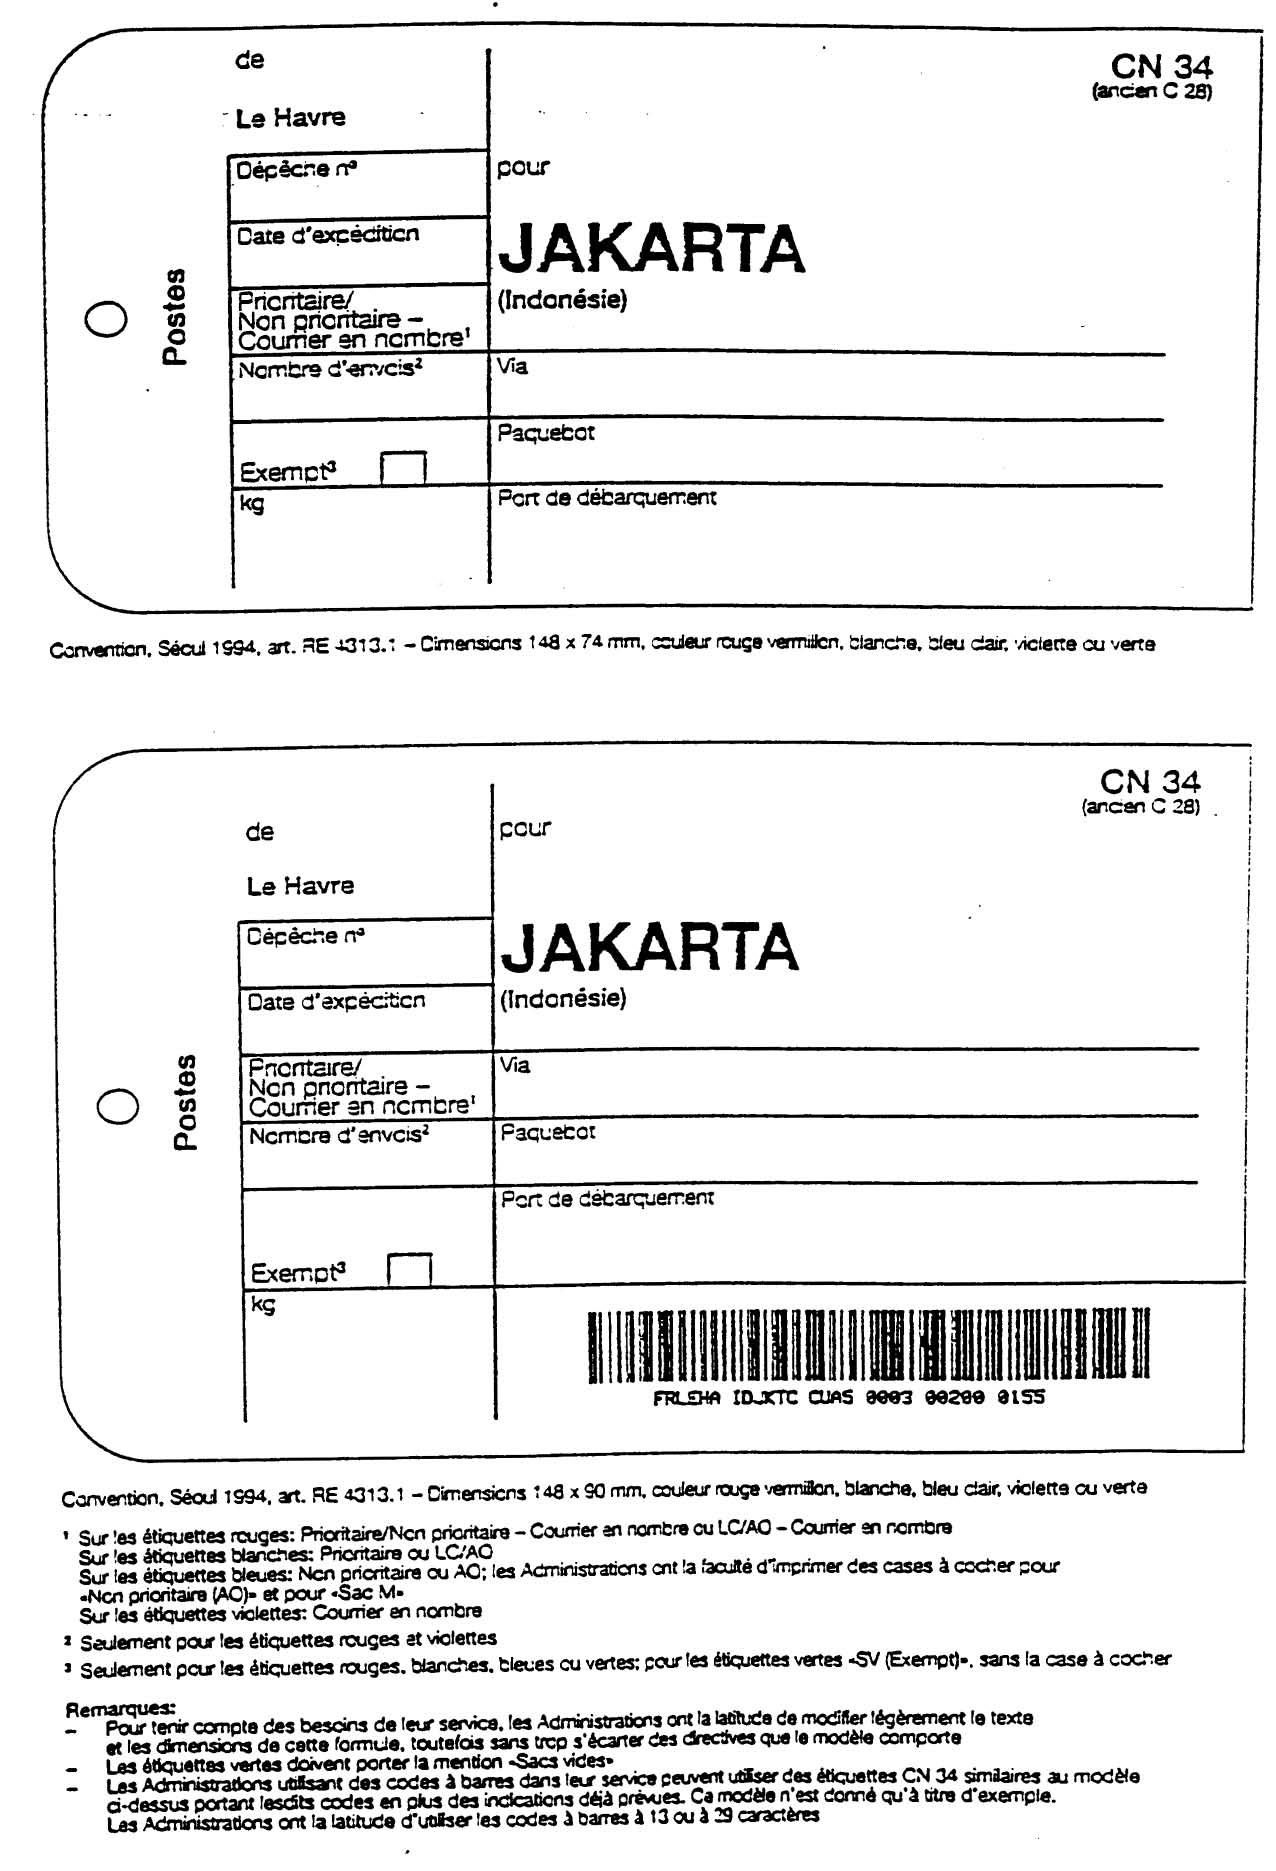 de
CN 34
(ancien C 28)
Le Havre
Dépêche nº
pour
Date d'expédition
JAKARTA
(Indonésie)
Postes
Prioritaire/
Non prioritaire –
Courrier en nombre¹
Nombre d'envois²
Via
Paquebot
Exempt³
kg
Port de débarquement
Convention, Séoul 1994, art. RE 4313.1 – Dimensions 148 x 74 mm, couleur rouge vermillon, blanche, bleu clair, violette ou verte
CN 34
(ancien C 28)
de
pour
Le Havre
Dépêche nº
JAKARTA
Date d'expédition
(Indonésie)
Postes
Prioritaire/
Non prioritaire –
Courrier en nombre¹
Via
Nombre d'envois²
Paquebot
Port de débarquement
Exempt³
kg
FRLEHA IDJKTC CUAS 0003 00200 0155
Convention, Séoul 1994, art. RE 4313.1 – Dimensions 148 x 90 mm, couleur rouge vermillon, blanche, bleu clair, violette ou verte
¹ Sur les étiquettes rouges: Prioritaire/Non prioritaire – Courrier en nombre ou LC/AO – Courrier en nombre
Sur les étiquettes blanches: Prioritaire ou LC/AO
Sur les étiquettes bleues: Non prioritaire ou AO; les Administrations ont la faculté d'imprimer des cases à cocher pour
«Non prioritaire (AO)» et pour «Sac M»
Sur les étiquettes violettes: Courrier en nombre
² Seulement pour les étiquettes rouges et violettes
³ Seulement pour les étiquettes rouges, blanches, bleues ou vertes; pour les étiquettes vertes «SV (Exempt)», sans la case à cocher
Remarques:
– Pour tenir compte des besoins de leur service, les Administrations ont la latitude de modifier légèrement le texte
et les dimensions de cette formule, toutefois sans trop s'écarter des directives que le modèle comporte
– Les étiquettes vertes doivent porter la mention «Sacs vides»
– Les Administrations utilisant des codes à barres dans leur service peuvent utiliser des étiquettes CN 34 similaires au modèle
ci-dessus portant lesdits codes en plus des indications déjà prévues. Ce modèle n'est donné qu'à titre d'exemple.
Les Administrations ont la latitude d'utiliser les codes à barres à 13 ou à 29 caractères